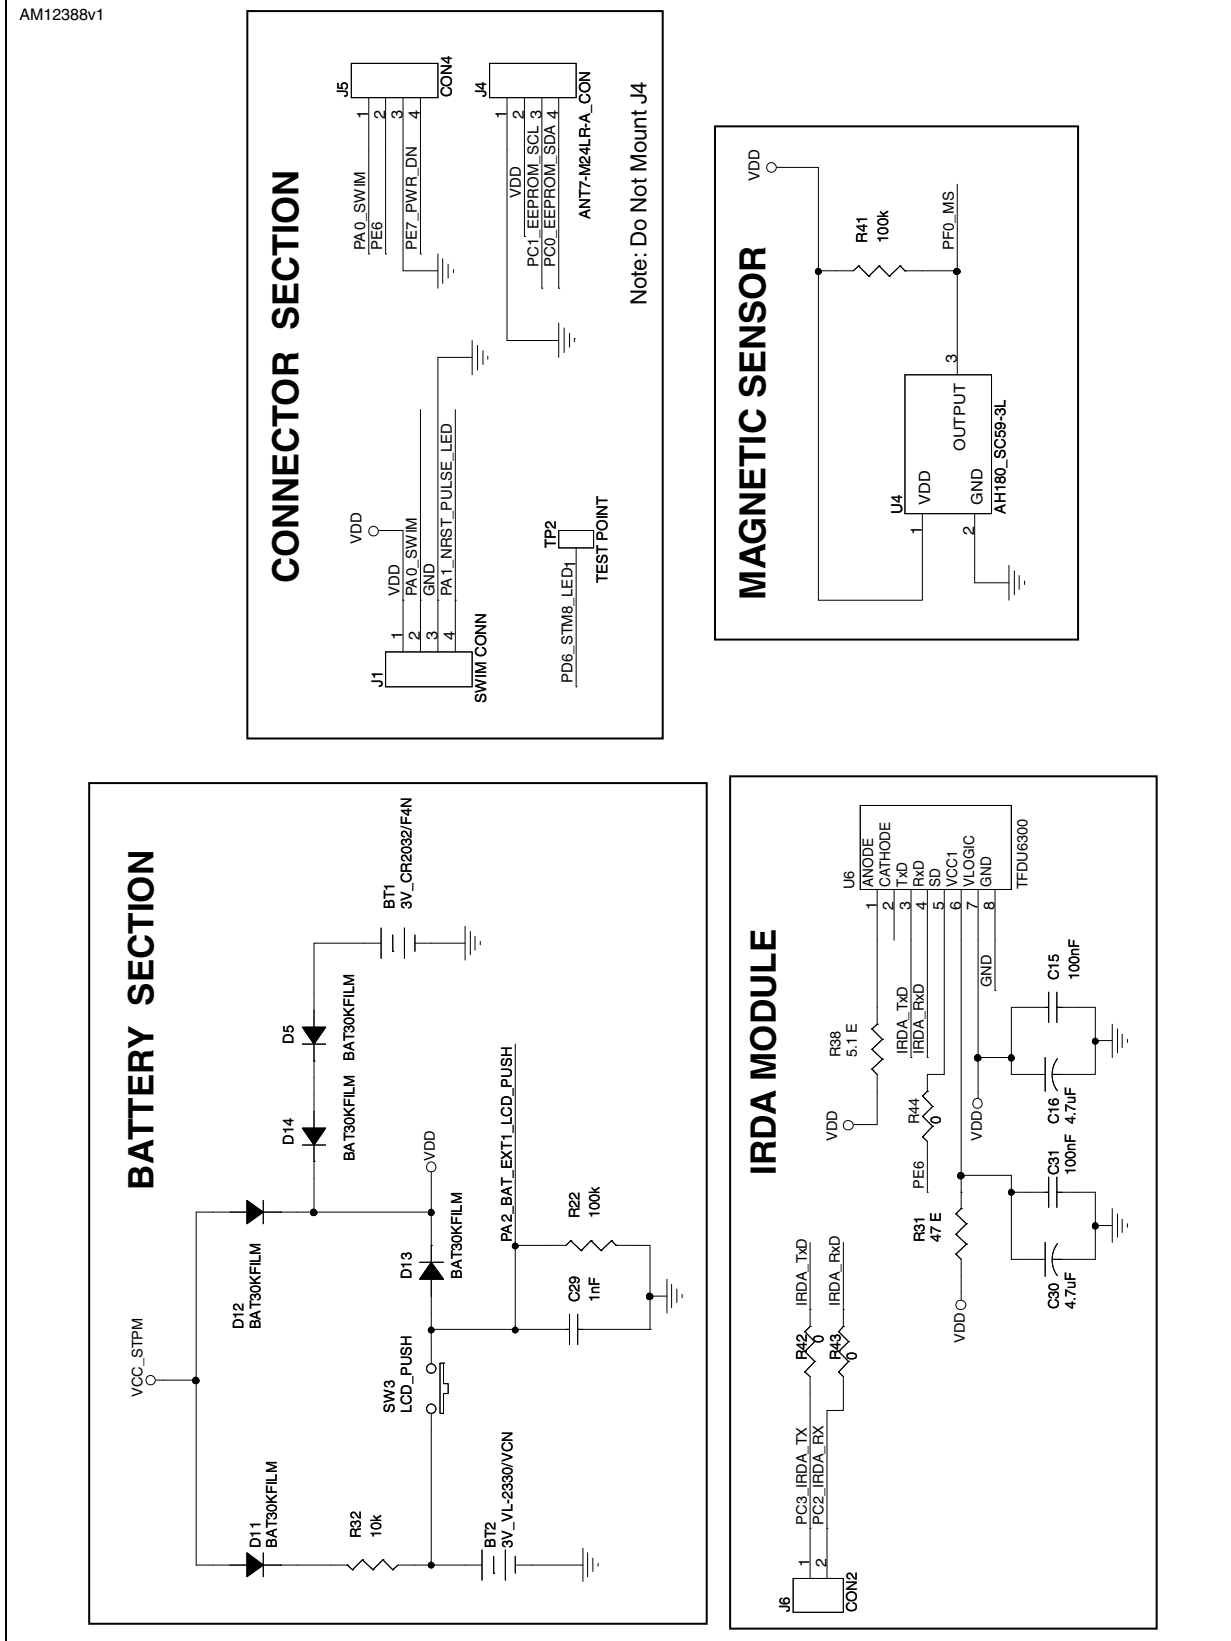 AM12388v1
CONNECTOR SECTION
J5
CON4
1
2
3
4
PA0_SWIM
PE6
PE7_PWR_DN
J4
ANT7-M24LR-A_CON
1
2
3
4
VDD
PC1_EEPROM_SCL
PC0_EEPROM_SDA
Note: Do Not Mount J4
VDD
VDD
PA0_SWIM
GND
PA1_NRST_PULSE_LED
1
2
3
4
J1
SWIM CONN
TP2
TEST POINT
1
PD6_STM8_LED
MAGNETIC SENSOR
VDD
R41
100k
PF0_MS
3
U4
VDD
OUTPUT
GND
AH180_SC59-3L
1
2
BATTERY SECTION
VCC_STPM
D12
BAT30KFILM
D11
BAT30KFILM
D5
BAT30KFILM
D14
BAT30KFILM
BT1
3V_CR2032/F4N
VDD
D13
BAT30KFILM
PA2_BAT_EXT1_LCD_PUSH
R22
100k
C29
1nF
SW3
LCD_PUSH
R32
10k
BT2
3V_VL-2330/VCN
IRDA MODULE
U6
ANODE
CATHODE
TxD
RxD
SD
VCC1
VLOGIC
GND
TFDU6300
1
2
3
4
5
6
7
8
R38
5.1 E
VDD
IRDA_TxD
IRDA_RxD
R44
0
PE6
GND
VDD
C15
100nF
C16
4.7uF
R31
47 E
VDD
C31
100nF
C30
4.7uF
IRDA_TxD
IRDA_RxD
R42
0
R43
0
PC3_IRDA_TX
PC2_IRDA_RX
1
2
J6
CON2